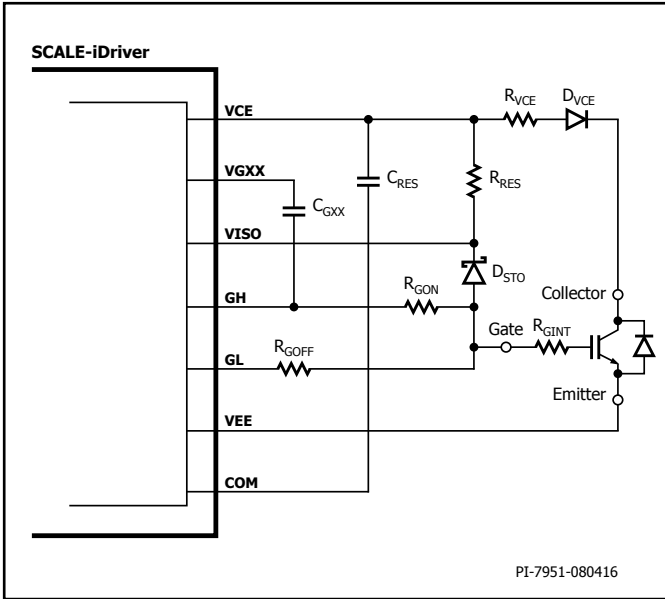 SCALE-iDriver
VCE
RVCE
DVCE
VGXX
CRES
RRES
CGXX
VISO
DSTO
GH
RGON
Collector
Gate
RGINT
GL
RGOFF
Emitter
VEE
COM
PI-7951-080416